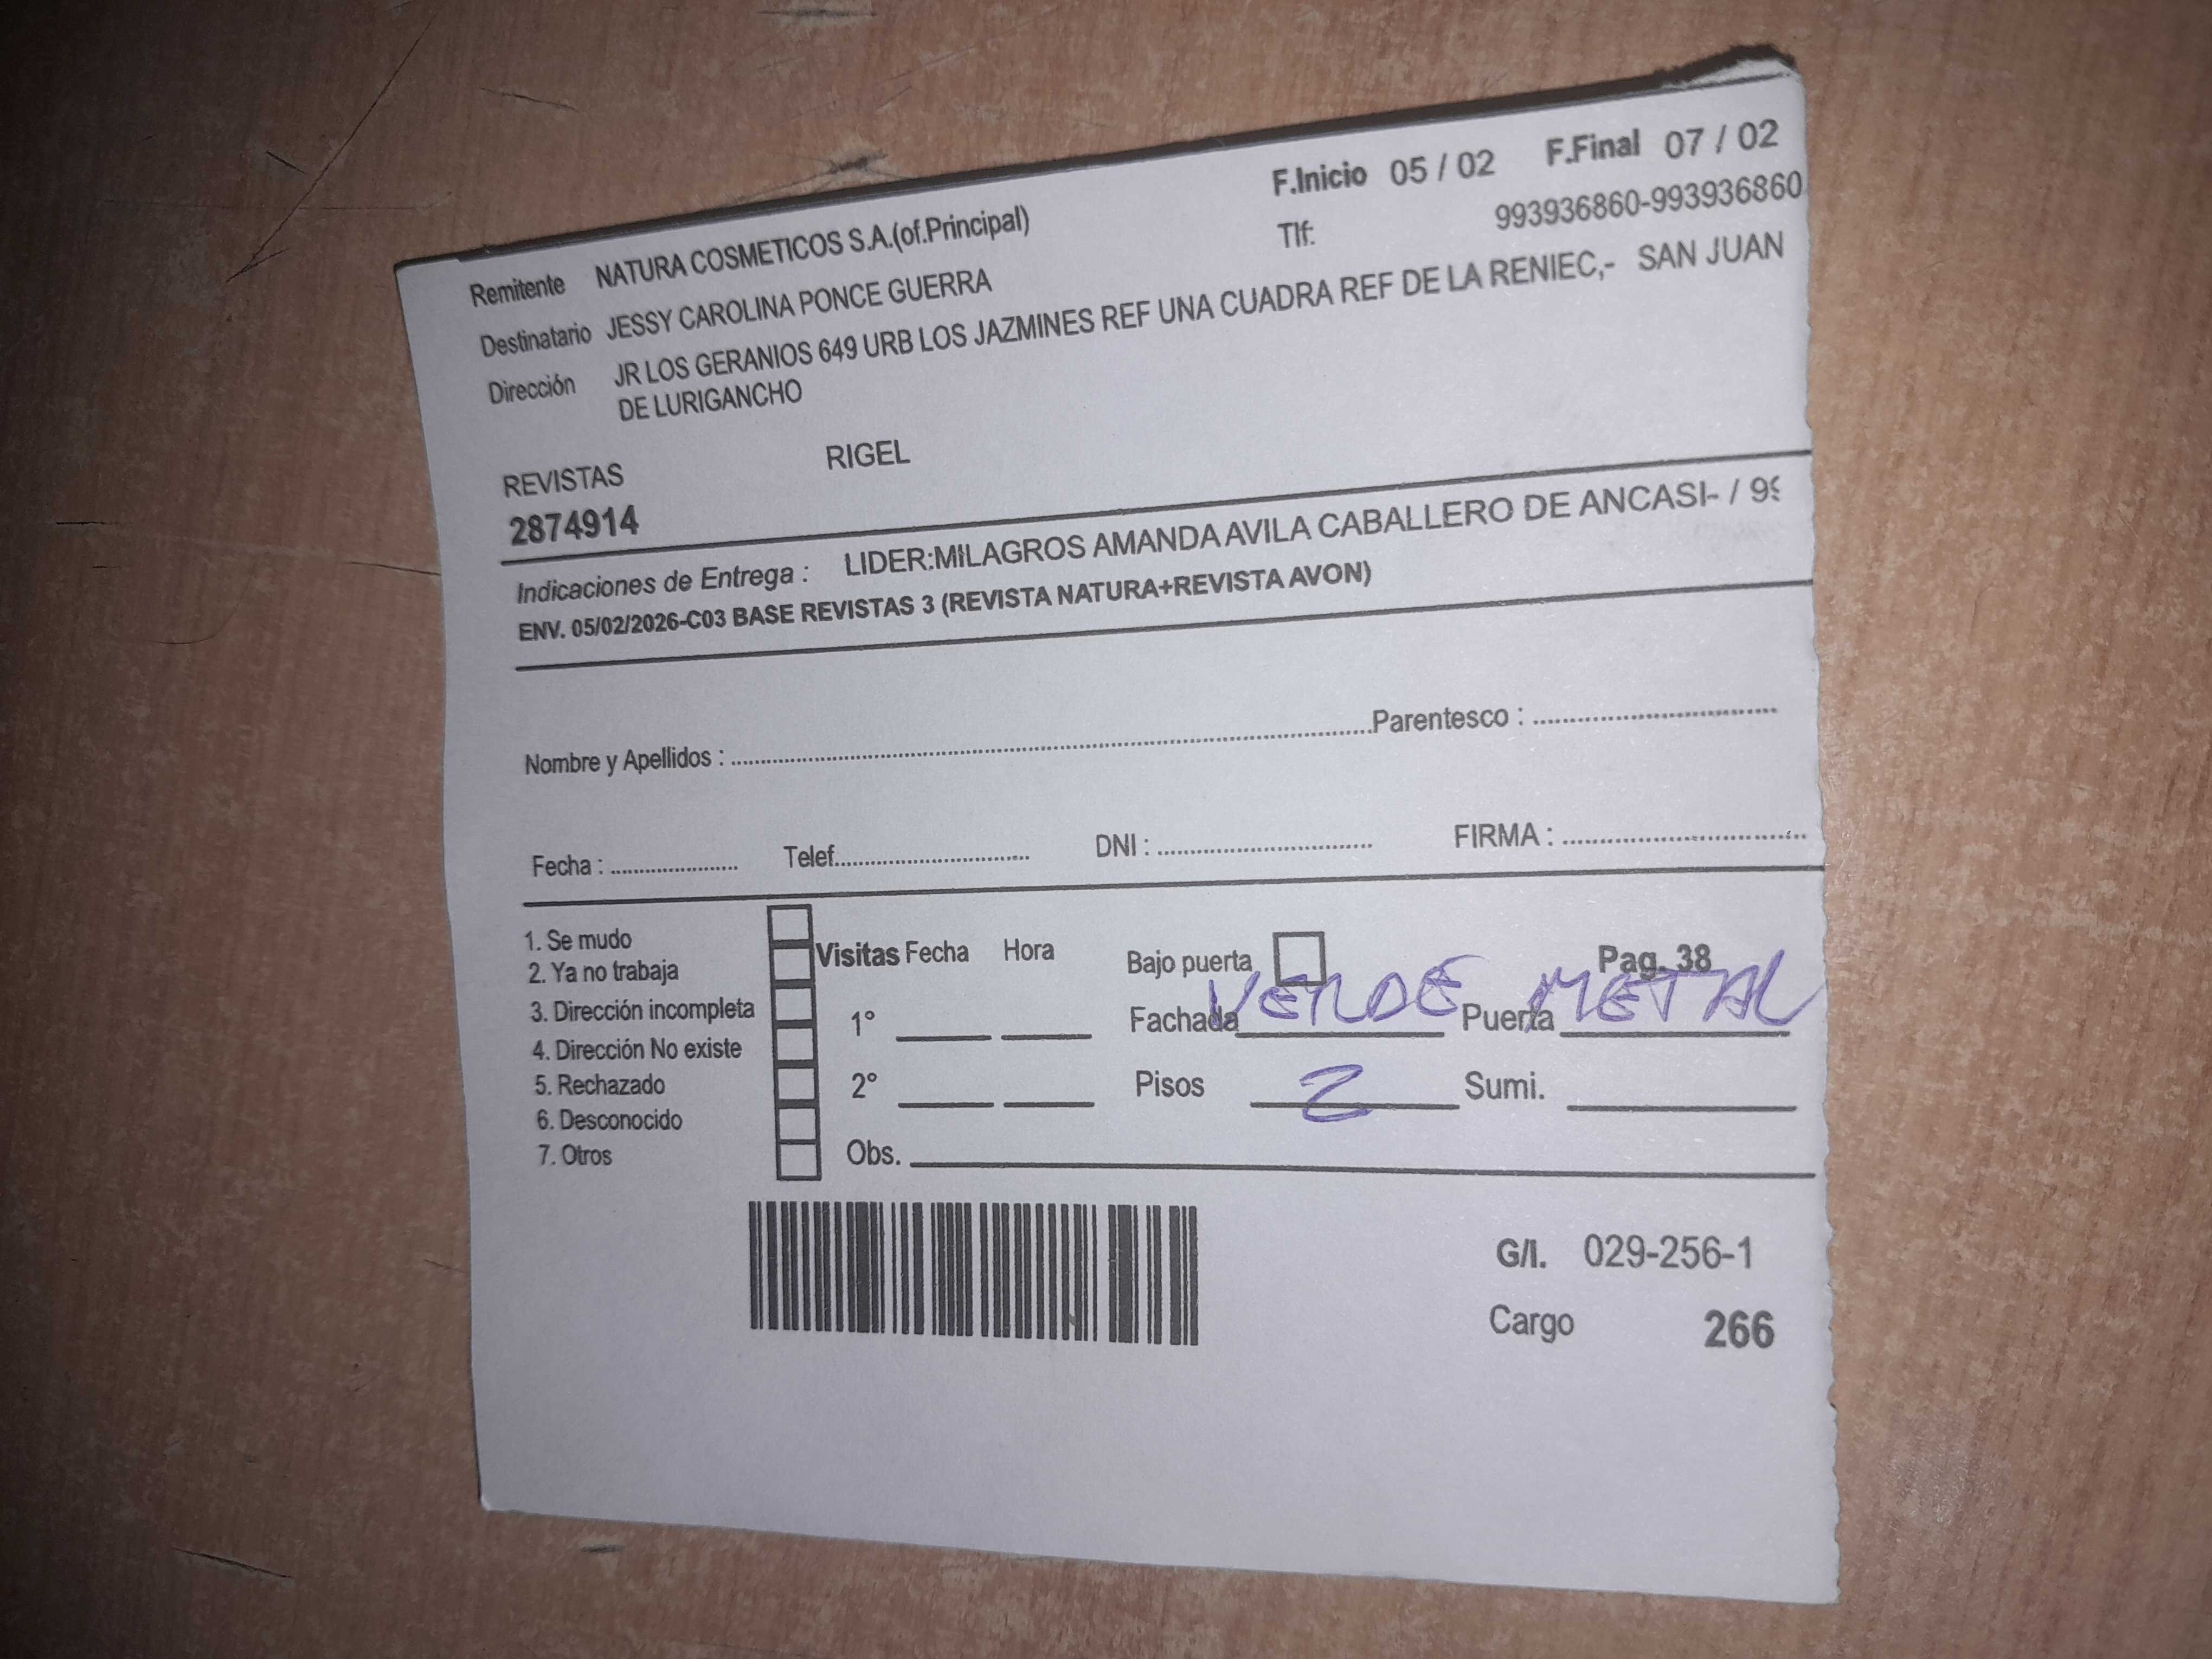 F.Inicio 05 / 02 F.Final 07 / 02
Remitente NATURA COSMETICOS S.A.(of.Principal) Tlf: 993936860-993936860
Destinatario JESSY CAROLINA PONCE GUERRA
Dirección JR LOS GERANIOS 649 URB LOS JAZMINES REF UNA CUADRA REF DE LA RENIEC,- SAN JUAN
DE LURIGANCHO
REVISTAS RIGEL
2874914
Indicaciones de Entrega : LIDER:MILAGROS AMANDA AVILA CABALLERO DE ANCASI- / 99
ENV. 05/02/2026-C03 BASE REVISTAS 3 (REVISTA NATURA+REVISTA AVON)
Nombre y Apellidos : Parentesco :
Fecha : Telef. DNI : FIRMA :
1. Se mudo
2. Ya no trabaja
3. Dirección incompleta
4. Dirección No existe
5. Rechazado
6. Desconocido
7. Otros
Visitas Fecha Hora
1°
2°
Obs.
Bajo puerta Pag. 38
Fachada VERDE Puerta METAL
Pisos 2 Sumi.
G/I. 029-256-1
Cargo 266